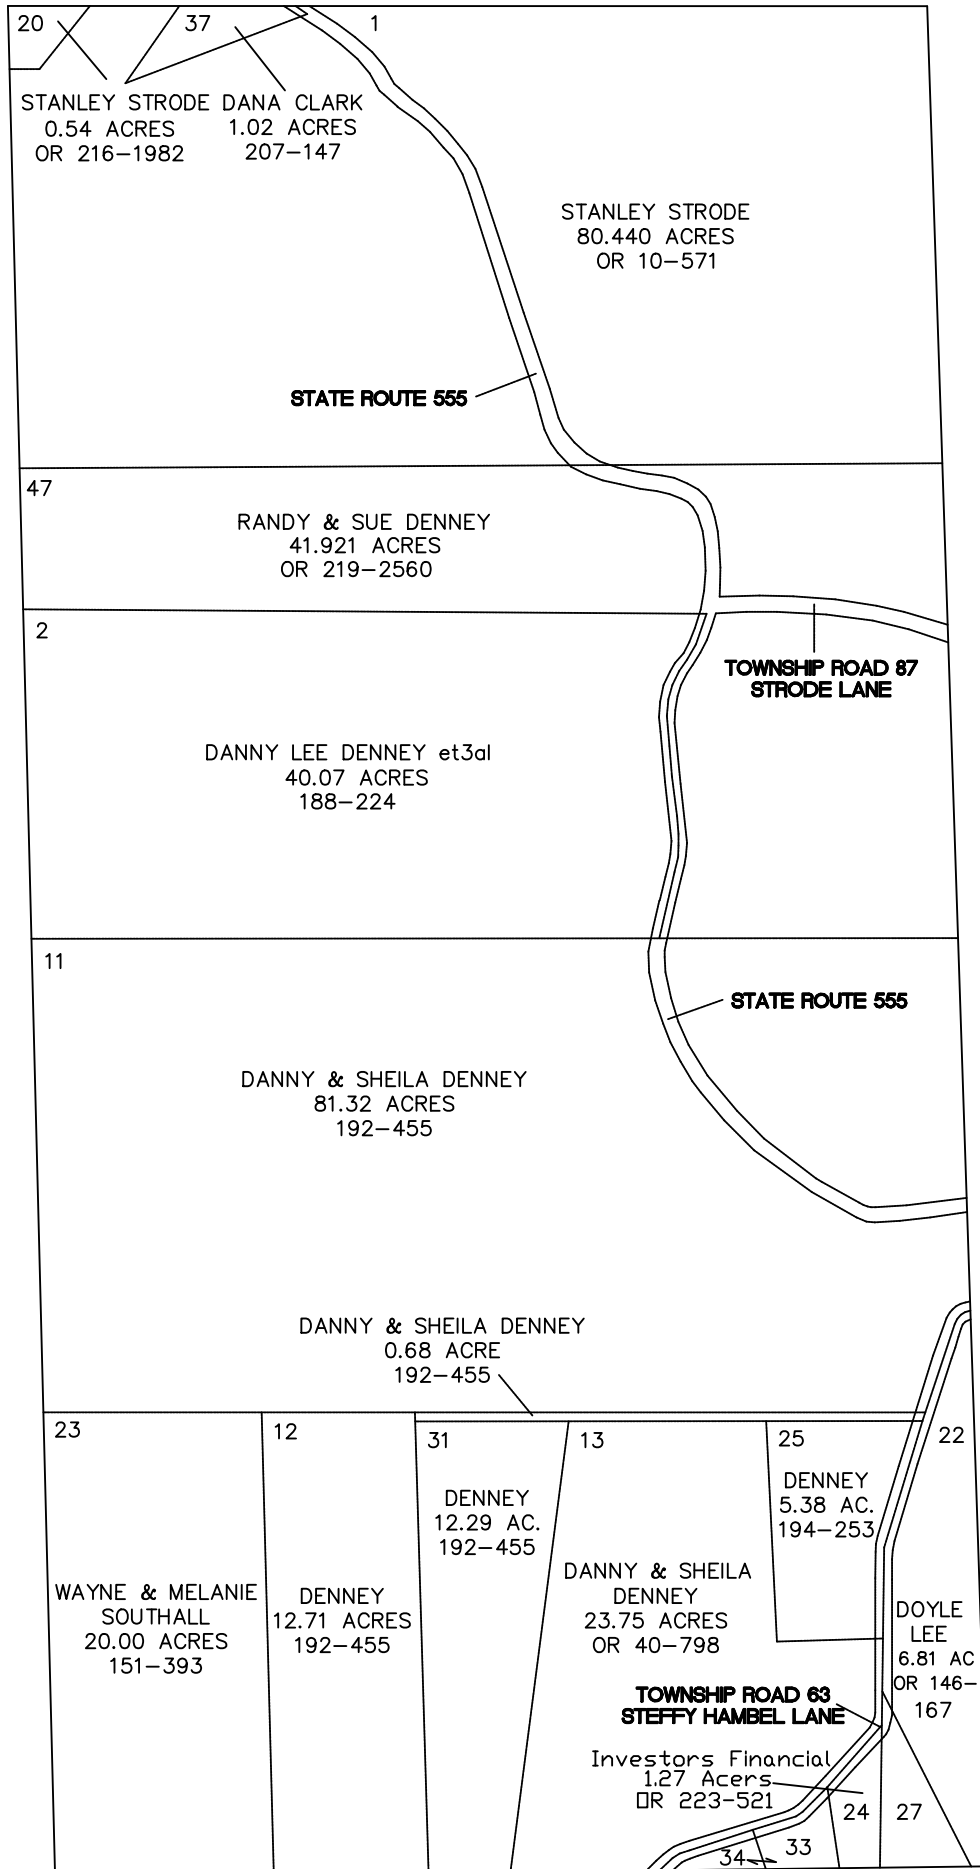 20
37
1
STANLEY STRODE
0.54 ACRES
OR 216-1982
DANA CLARK
1.02 ACRES
207-147
STANLEY STRODE
80.440 ACRES
OR 10-571
STATE ROUTE 555
47
RANDY & SUE DENNEY
41.921 ACRES
OR 219-2560
2
TOWNSHIP ROAD 87
STRODE LANE
DANNY LEE DENNEY et3al
40.07 ACRES
188-224
11
STATE ROUTE 555
DANNY & SHEILA DENNEY
81.32 ACRES
192-455
DANNY & SHEILA DENNEY
0.68 ACRE
192-455
23
12
31
13
25
22
DENNEY
5.38 AC.
194-253
DENNEY
12.29 AC.
192-455
WAYNE & MELANIE
SOUTHALL
20.00 ACRES
151-393
DENNEY
12.71 ACRES
192-455
DANNY & SHEILA
DENNEY
23.75 ACRES
OR 40-798
DOYLE
LEE
6.81 AC
OR 146-
167
TOWNSHIP ROAD 63
STEFFY HAMBEL LANE
Investors Financial
1.27 Acers
OR 223-521
24
27
33
34